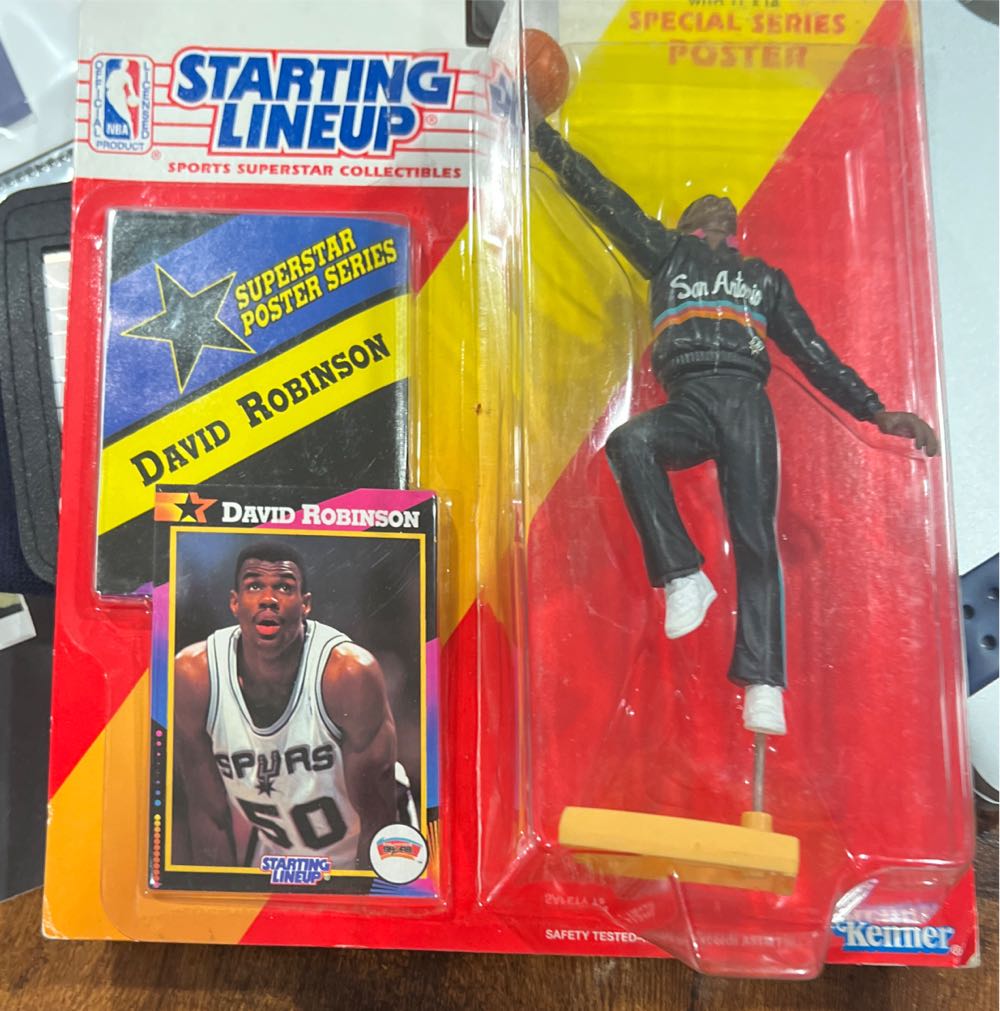 OFFICIAL
LICENSED
NBA
PRODUCT
®
STARTING
LINEUP®
SPORTS SUPERSTAR COLLECTIBLES
SPECIAL SERIES
POSTER
SUPERSTAR
POSTER SERIES
DAVID ROBINSON
San Antonio
DAVID ROBINSON
SPURS
50
STARTING
LINEUP®
SAFETY TESTED
Kenner®